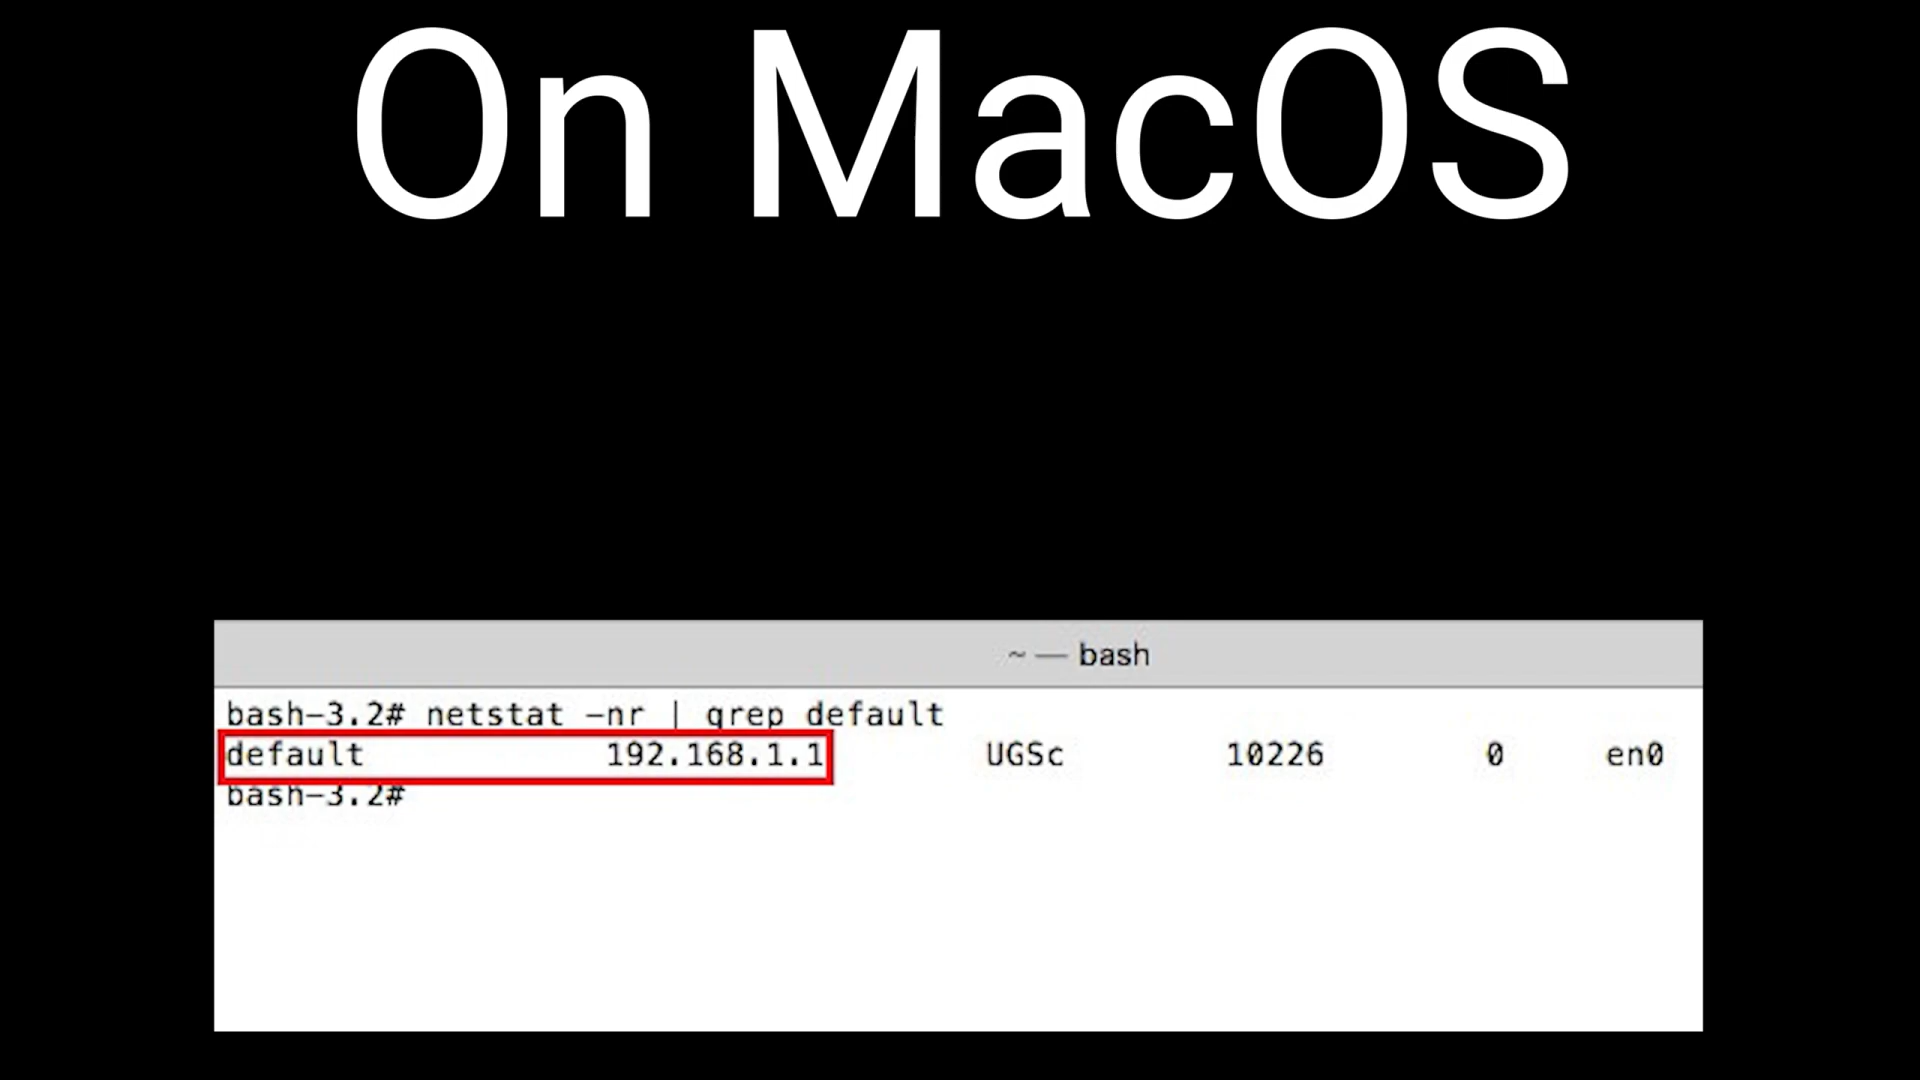 On MacOS
~ — bash
bash-3.2# netstat -nr | grep default
default 192.168.1.1 UGSc 10226 0 en0
bash-3.2#